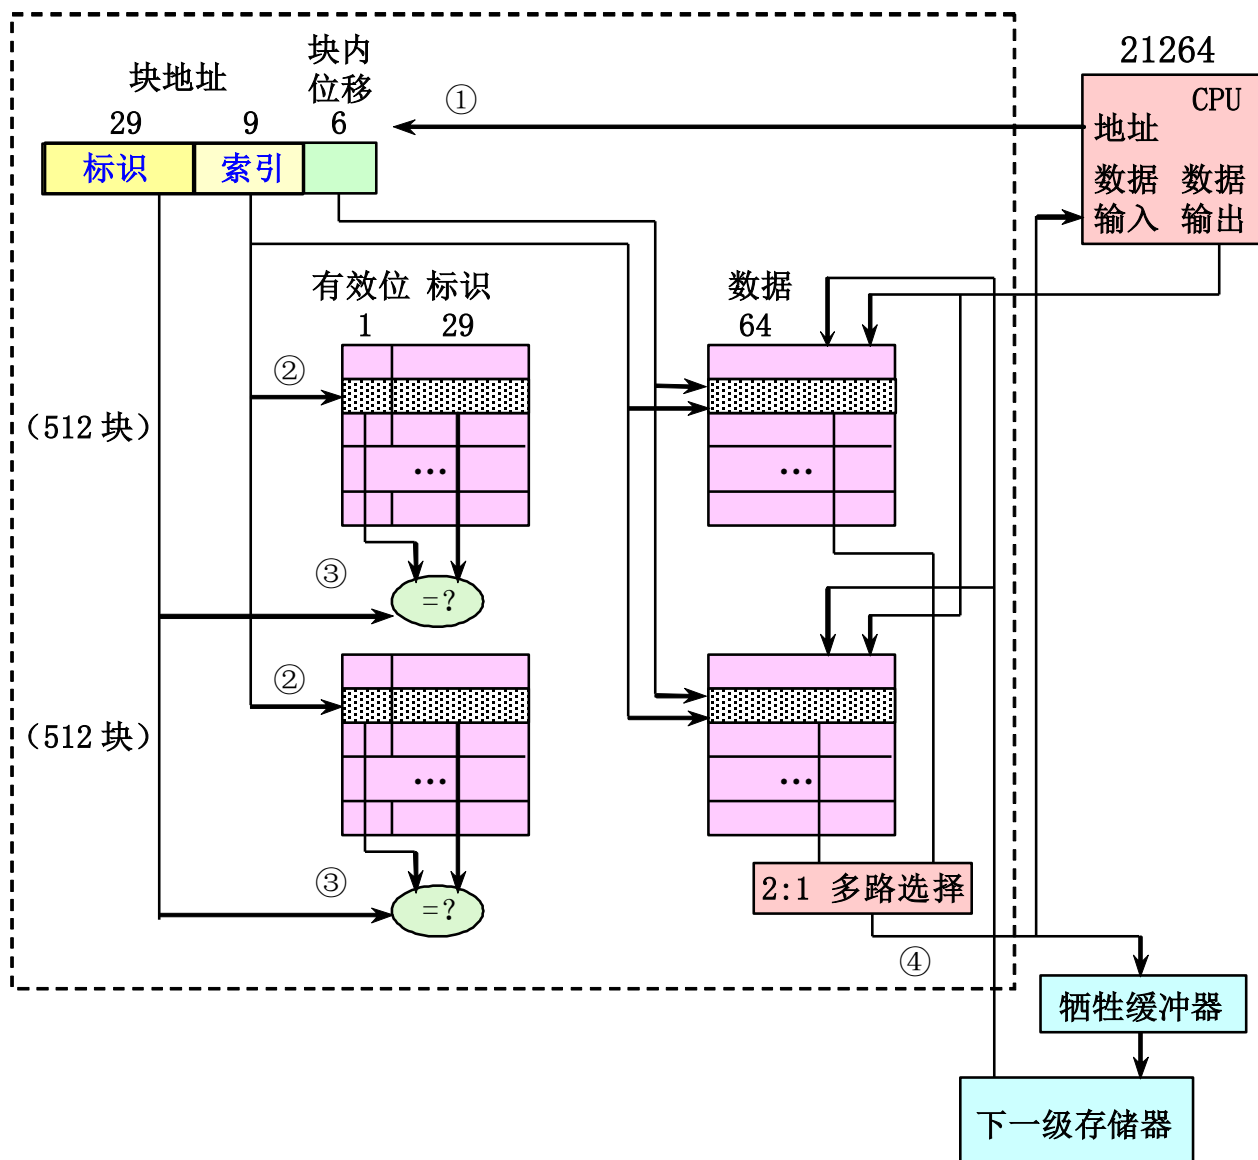 块地址
块内
位移
29
9
6
标识
索引
①
21264
CPU
地址
数据
输入
数据
输出
有效位 标识
1
29
数据
64
②
(512 块)
…
…
③
=?
②
(512 块)
…
…
③
=?
2:1 多路选择
④
牺牲缓冲器
下一级存储器